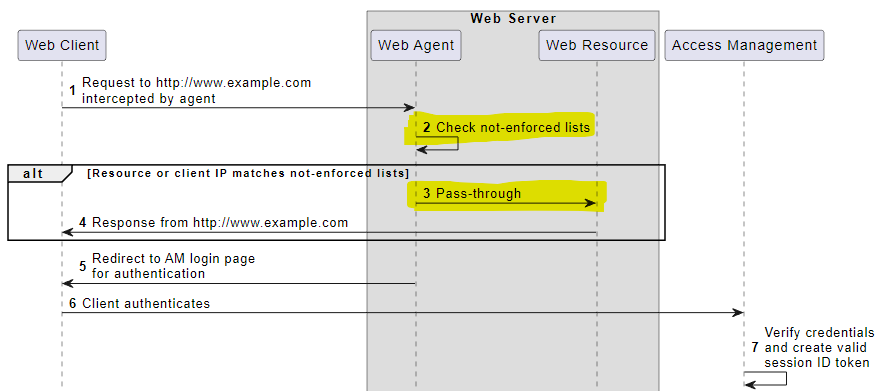 Web Server
Web Client
Web Agent
Web Resource
Access Management
1 Request to http://www.example.com
intercepted by agent
2 Check not-enforced lists
alt [Resource or client IP matches not-enforced lists]
3 Pass-through
4 Response from http://www.example.com
5 Redirect to AM login page
for authentication
6 Client authenticates
Verify credentials
7 and create valid
session ID token